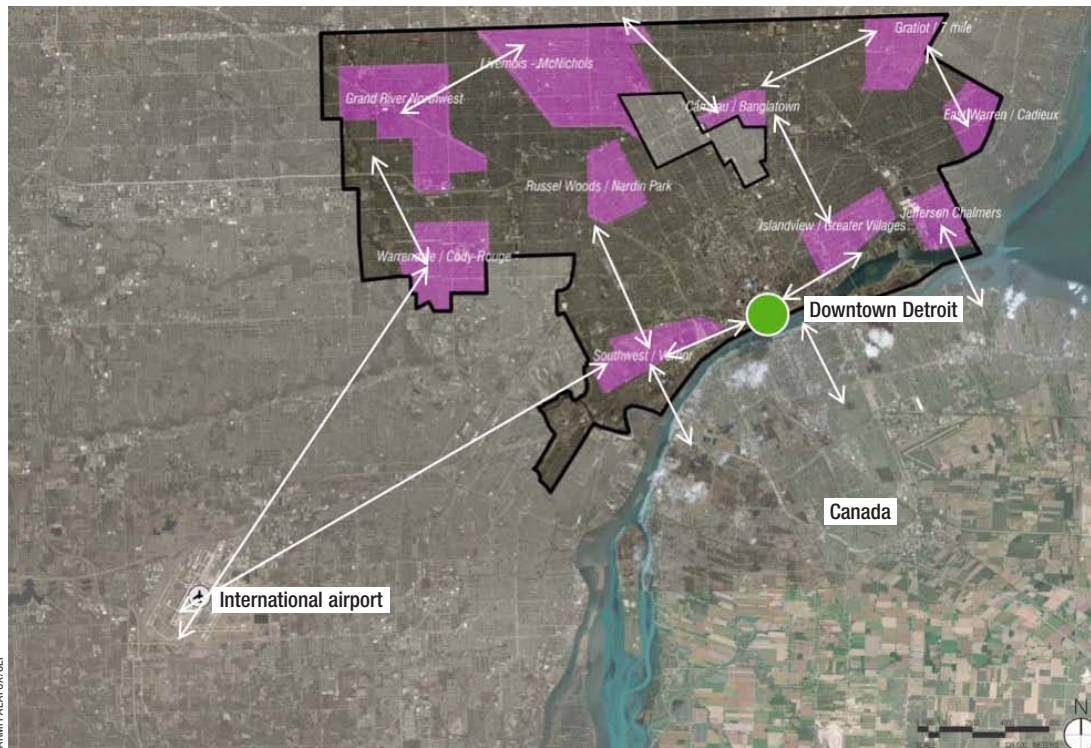 Gratiot / 7 mile
Livernois - McNichols
Grand River Northwest
Campau / Banglatown
East Warren / Cadieux
Russel Woods / Nardin Park
Islandview / Greater Villages
Jefferson Chalmers
Warrendale / Cody-Rouge
Downtown Detroit
Southwest / Vernor
Canada
International airport
N